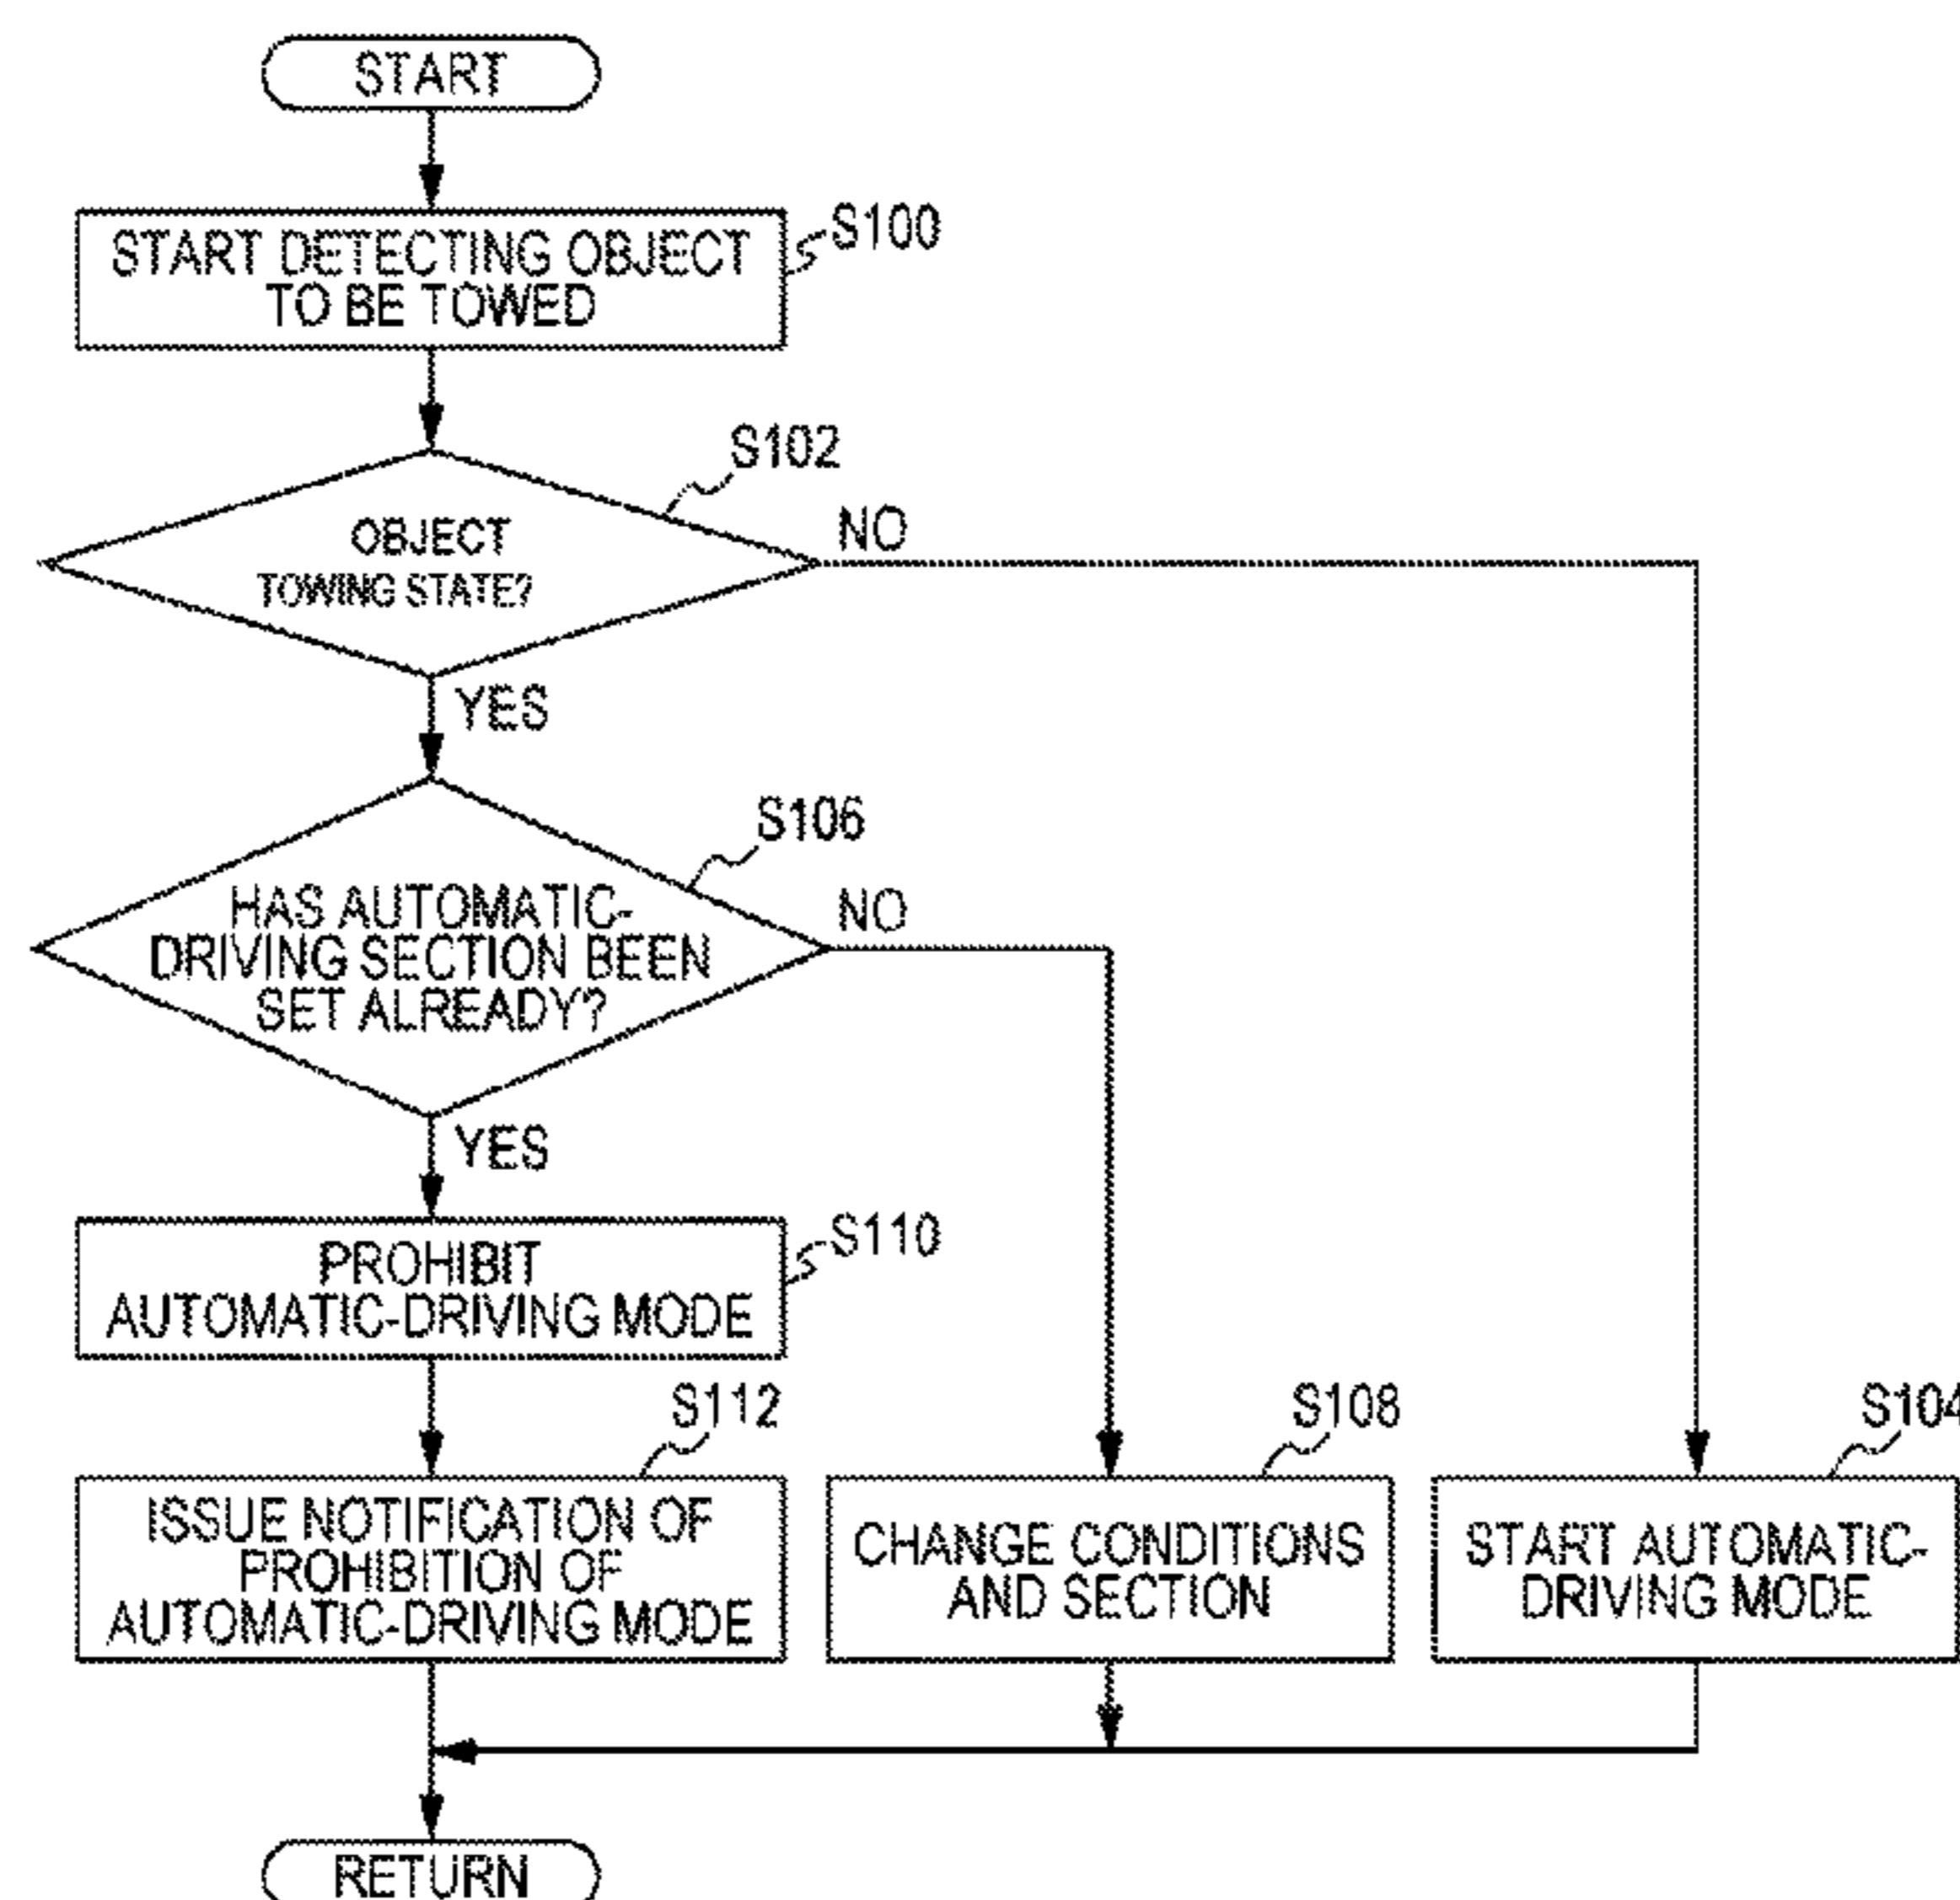 START
START DETECTING OBJECT
TO BE TOWED
S100
S102
OBJECT
TOWING STATE?
NO
YES
S106
HAS AUTOMATIC-
DRIVING SECTION BEEN
SET ALREADY?
NO
YES
PROHIBIT
AUTOMATIC-DRIVING MODE
S110
S112
ISSUE NOTIFICATION OF
PROHIBITION OF
AUTOMATIC-DRIVING MODE
S108
CHANGE CONDITIONS
AND SECTION
S104
START AUTOMATIC-
DRIVING MODE
RETURN